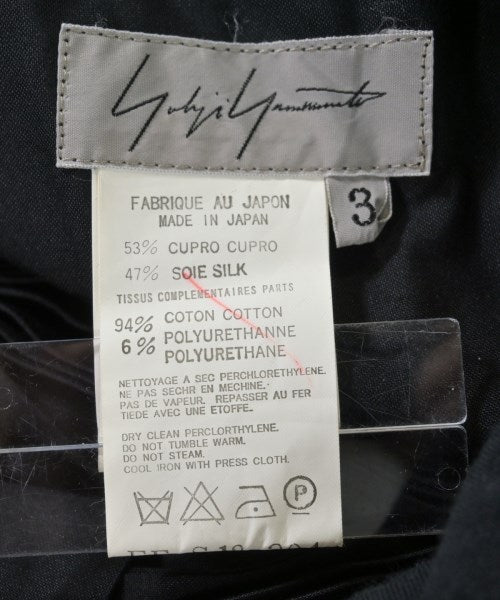 Yohji Yamamoto
3
FABRIQUE AU JAPON
MADE IN JAPAN
53% CUPRO CUPRO
47% SOIE SILK
TISSUS COMPLEMENTAIRES PARTS
94% COTON COTTON
6% POLYURETHANNE
POLYURETHANE
NETTOYAGE A SEC PERCHLORETHYLENE.
NE PAS SECHR EN MECHINE.
PAS DE VAPEUR. REPASSER AU FER
TIEDE AVEC UNE ETOFFE.
DRY CLEAN PERCLORTHYLENE.
DO NOT TUMBLE WARM.
DO NOT STEAM.
COOL IRON WITH PRESS CLOTH.
P